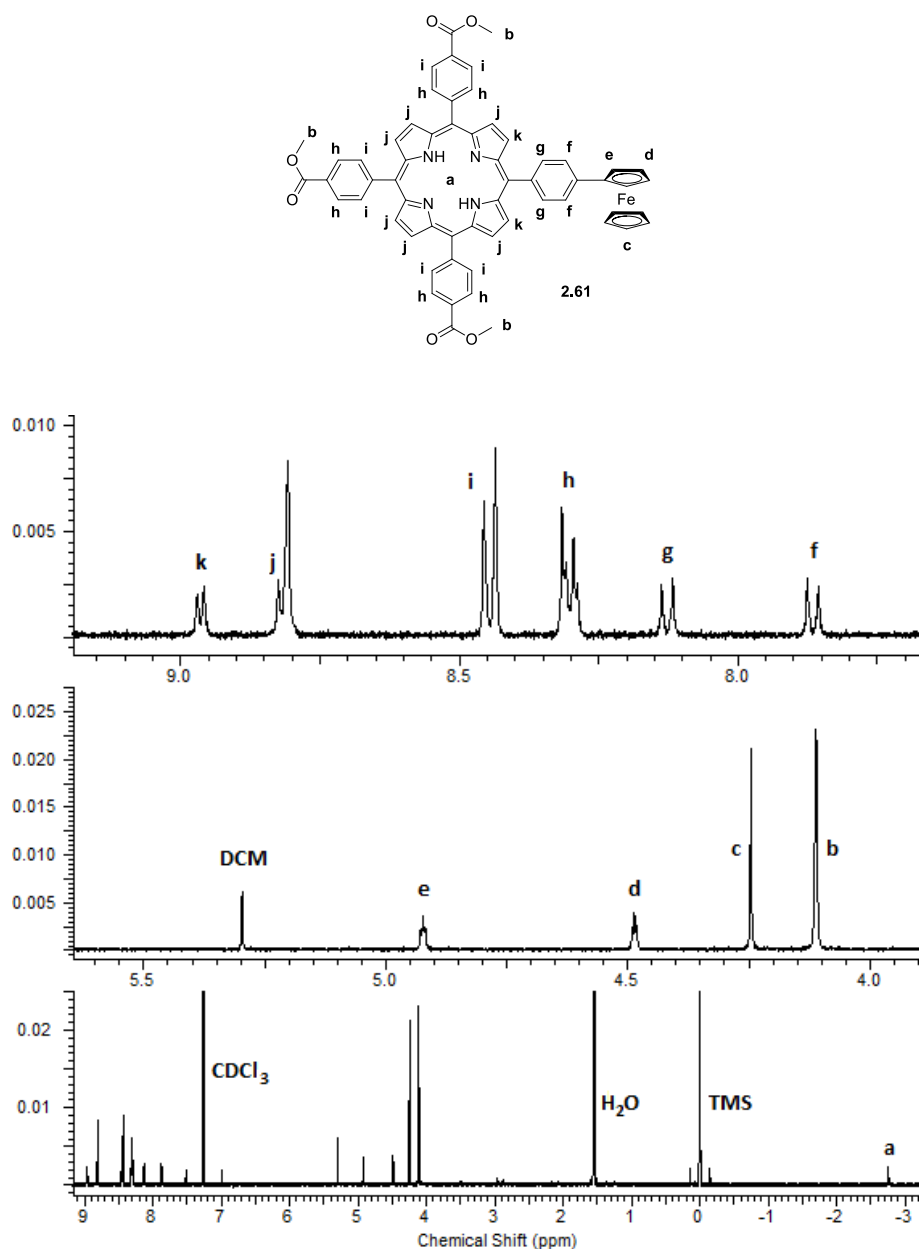 O
O
b
i
i
h
h
j
j
b
j
k
g
f
e
d
O
h
i
NH
N
O
a
Fe
N
HN
h
i
g
f
j
k
c
j
j
i
i
h
h
2.61
b
O
O
0.010
i
h
0.005
k
j
g
f
9.0 8.5 8.0
0.025
0.020
0.015
0.010
DCM
c
b
0.005
e
d
5.5 5.0 4.5 4.0
0.02
CDCl3
0.01
H2O
TMS
a
9 8 7 6 5 4 3 2 1 0 -1 -2 -3
Chemical Shift (ppm)